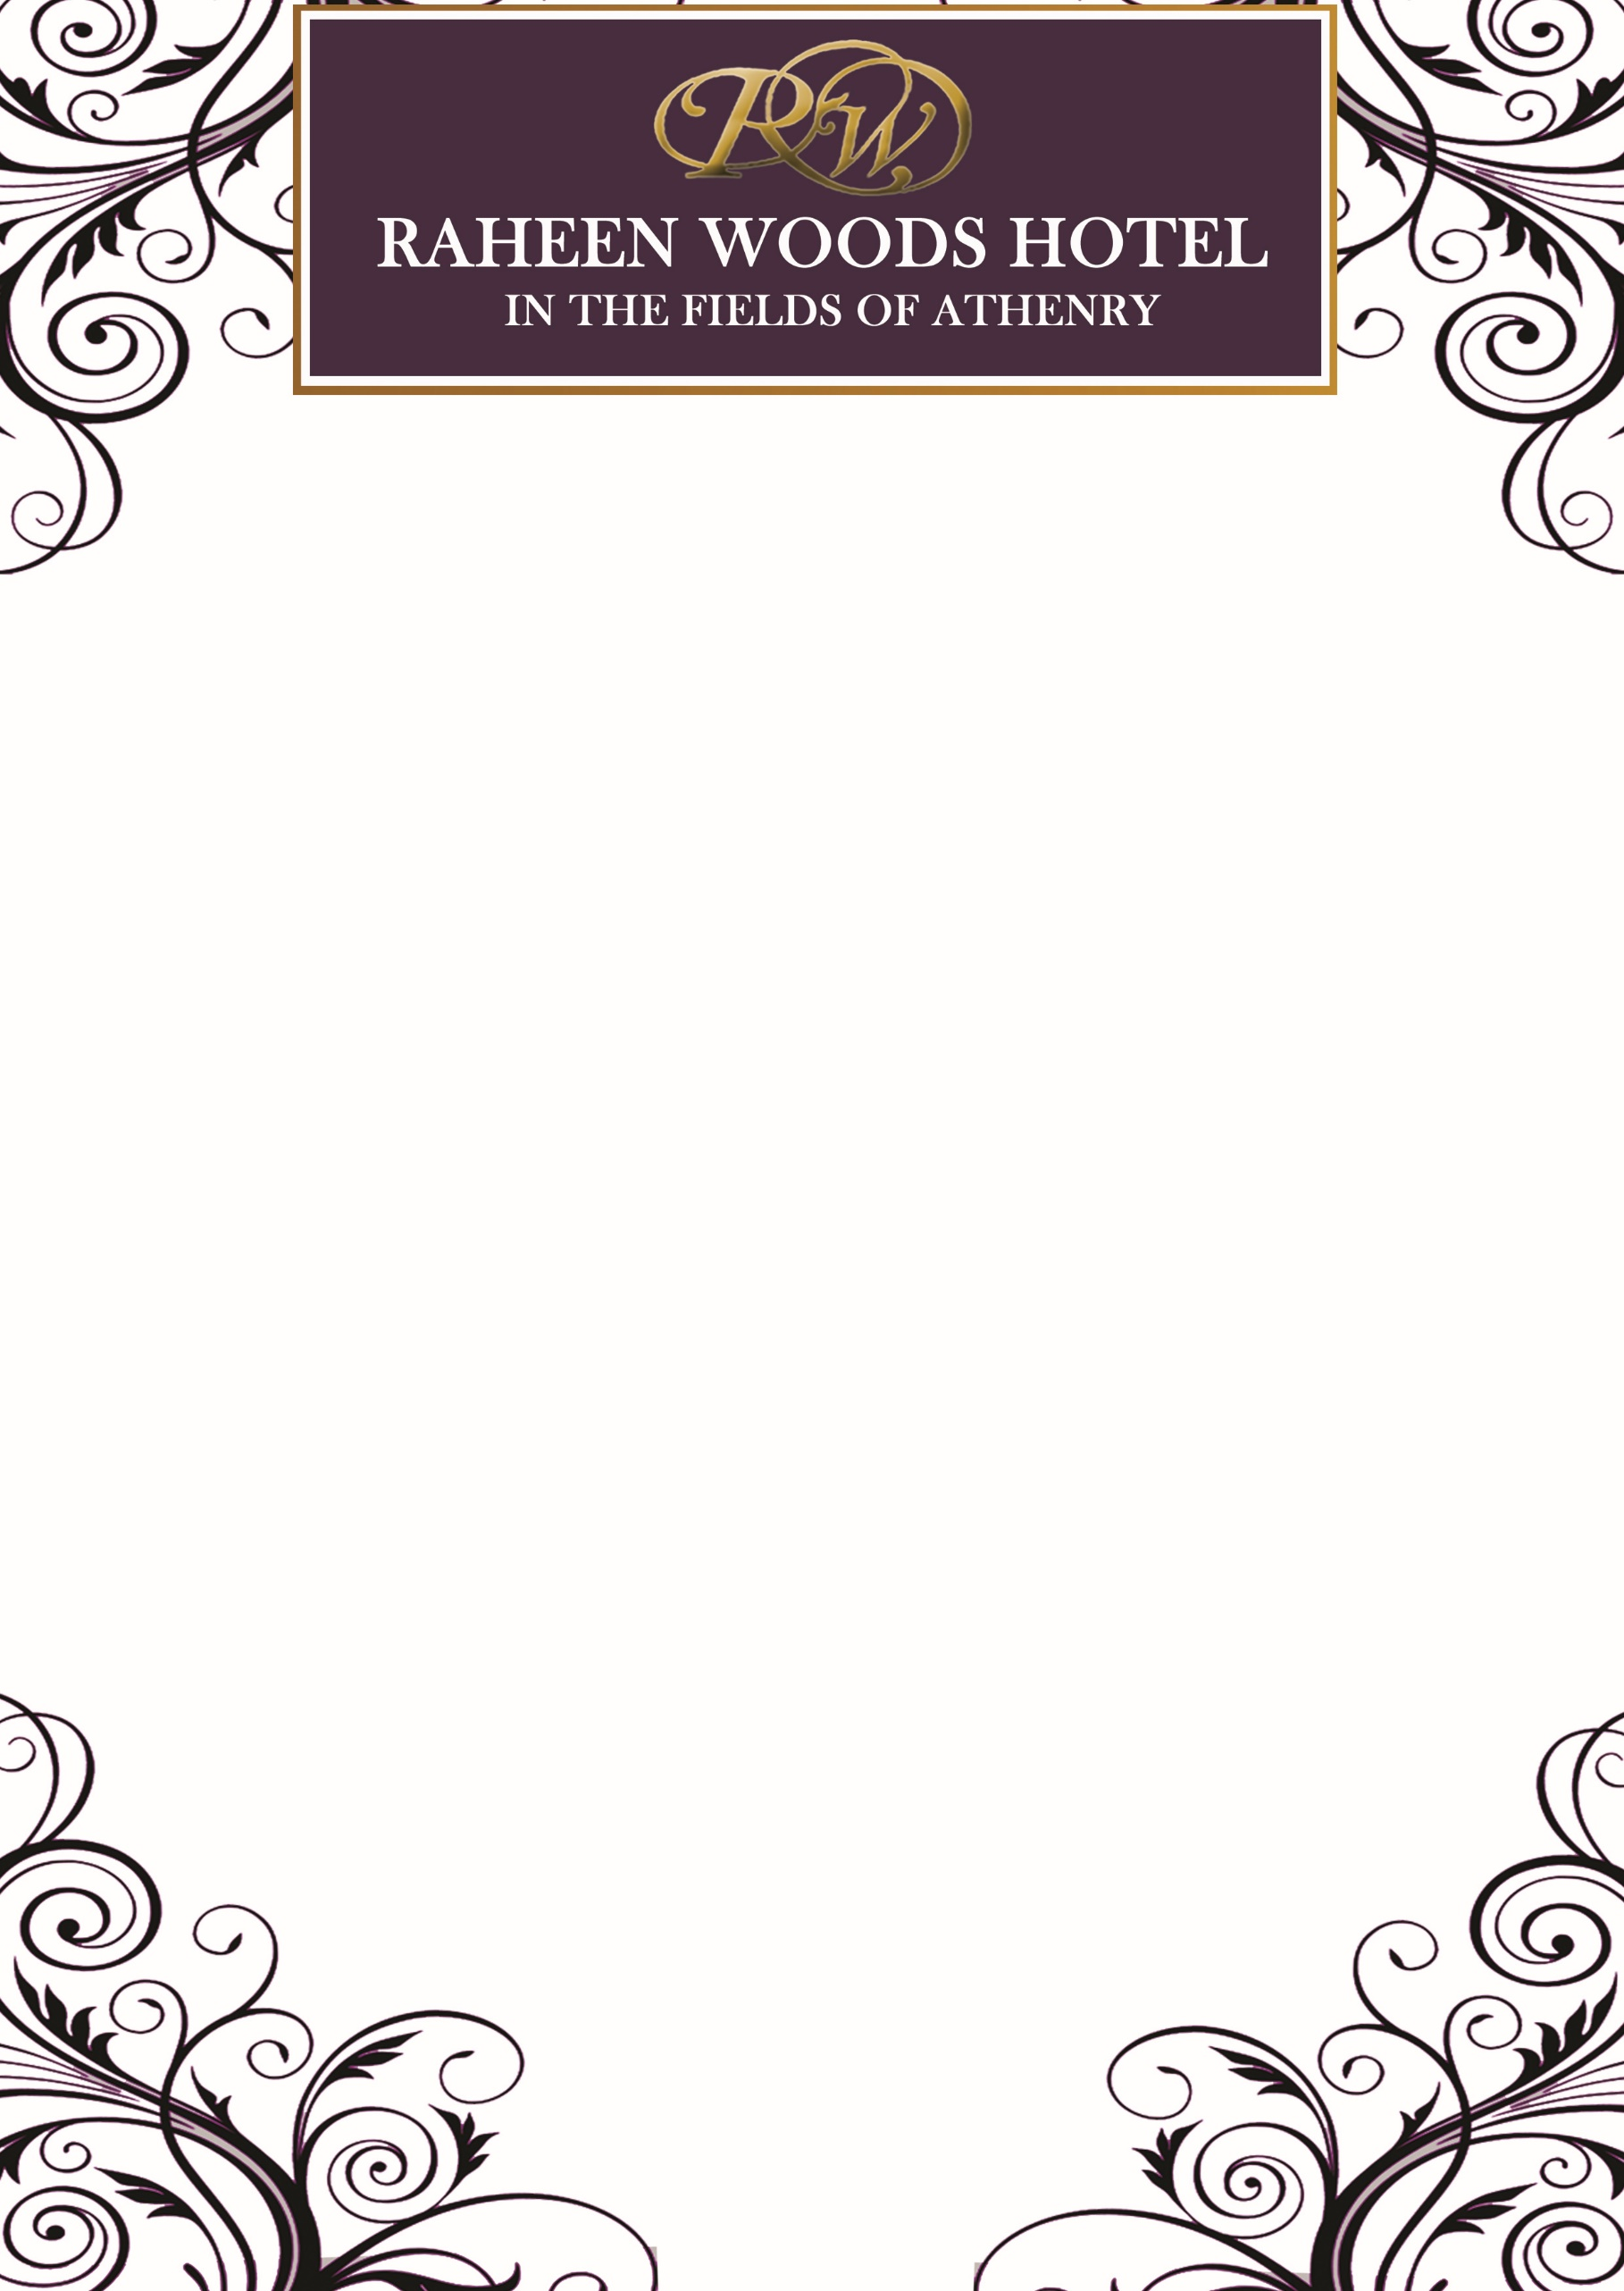 RW
RAHEEN WOODS HOTEL
IN THE FIELDS OF ATHENRY